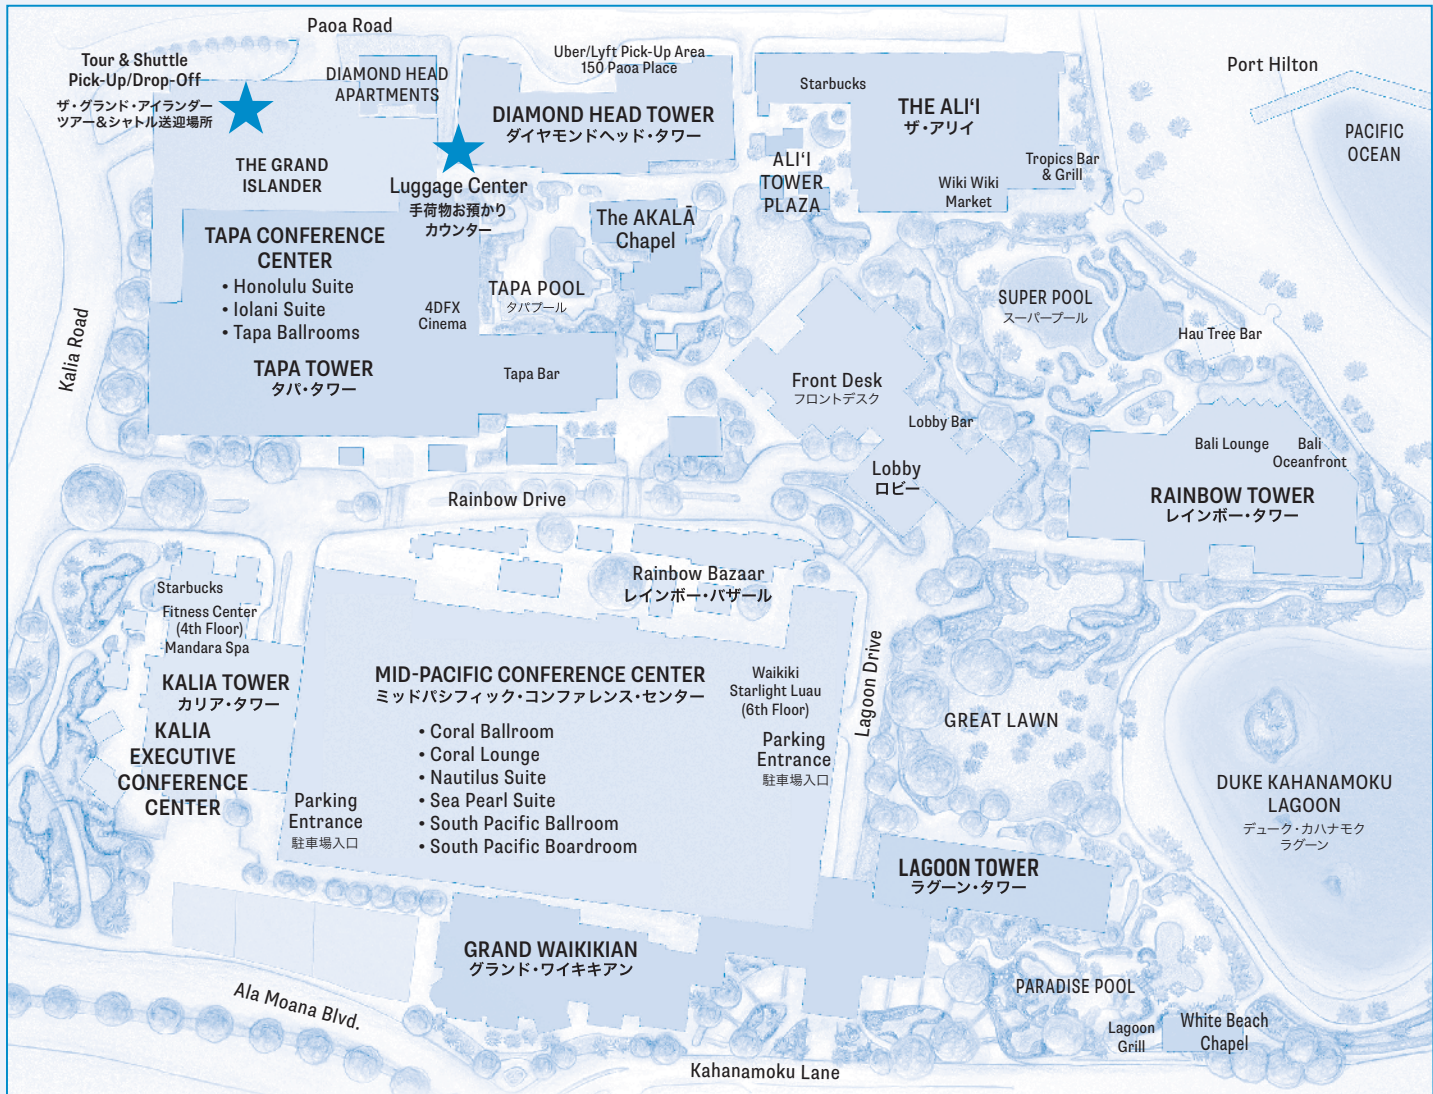 Paoa Road
Tour & Shuttle
Pick-Up/Drop-Off
ザ・グランド・アイランダー
ツアー&シャトル送迎場所
DIAMOND HEAD
APARTMENTS
Uber/Lyft Pick-Up Area
150 Paoa Place
DIAMOND HEAD TOWER
ダイヤモンドヘッド・タワー
Starbucks
THE ALI‘I
ザ・アリイ
Port Hilton
PACIFIC
OCEAN
THE GRAND
ISLANDER
Luggage Center
手荷物お預かり
カウンター
ALI‘I
TOWER
PLAZA
Tropics Bar
& Grill
Wiki Wiki
Market
The AKALĀ
Chapel
TAPA CONFERENCE
CENTER
• Honolulu Suite
• Iolani Suite
• Tapa Ballrooms
4DFX
Cinema
TAPA POOL
タパプール
SUPER POOL
スーパープール
Hau Tree Bar
Kalia Road
TAPA TOWER
タパ・タワー
Tapa Bar
Front Desk
フロントデスク
Lobby Bar
Lobby
ロビー
Bali Lounge
Bali
Oceanfront
RAINBOW TOWER
レインボー・タワー
Rainbow Drive
Rainbow Bazaar
レインボー・バザール
Starbucks
Fitness Center
(4th Floor)
Mandara Spa
KALIA TOWER
カリア・タワー
KALIA
EXECUTIVE
CONFERENCE
CENTER
MID-PACIFIC CONFERENCE CENTER
ミッドパシフィック・コンファレンス・センター
• Coral Ballroom
• Coral Lounge
• Nautilus Suite
• Sea Pearl Suite
• South Pacific Ballroom
• South Pacific Boardroom
Parking
Entrance
駐車場入口
Waikiki
Starlight Luau
(6th Floor)
Parking
Entrance
駐車場入口
Lagoon Drive
GREAT LAWN
DUKE KAHANAMOKU
LAGOON
デューク・カハナモク
ラグーン
LAGOON TOWER
ラグーン・タワー
GRAND WAIKIKIAN
グランド・ワイキキアン
Ala Moana Blvd.
PARADISE POOL
Lagoon
Grill
White Beach
Chapel
Kahanamoku Lane